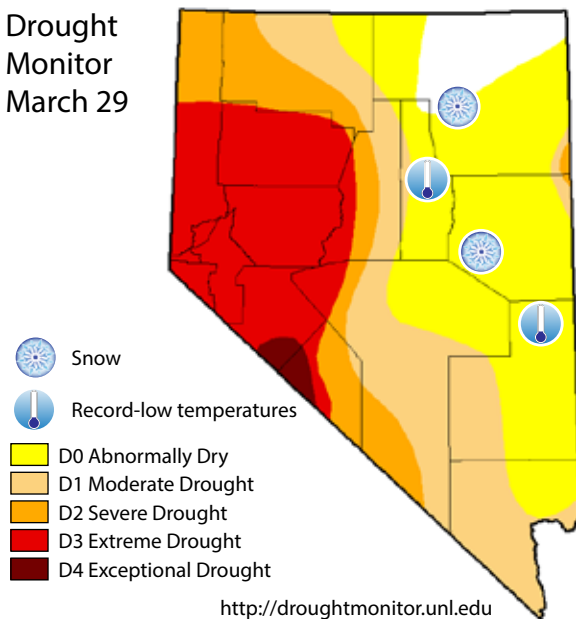 Drought
Monitor
March 29
Snow
Record-low temperatures
D0 Abnormally Dry
D1 Moderate Drought
D2 Severe Drought
D3 Extreme Drought
D4 Exceptional Drought
http://droughtmonitor.unl.edu